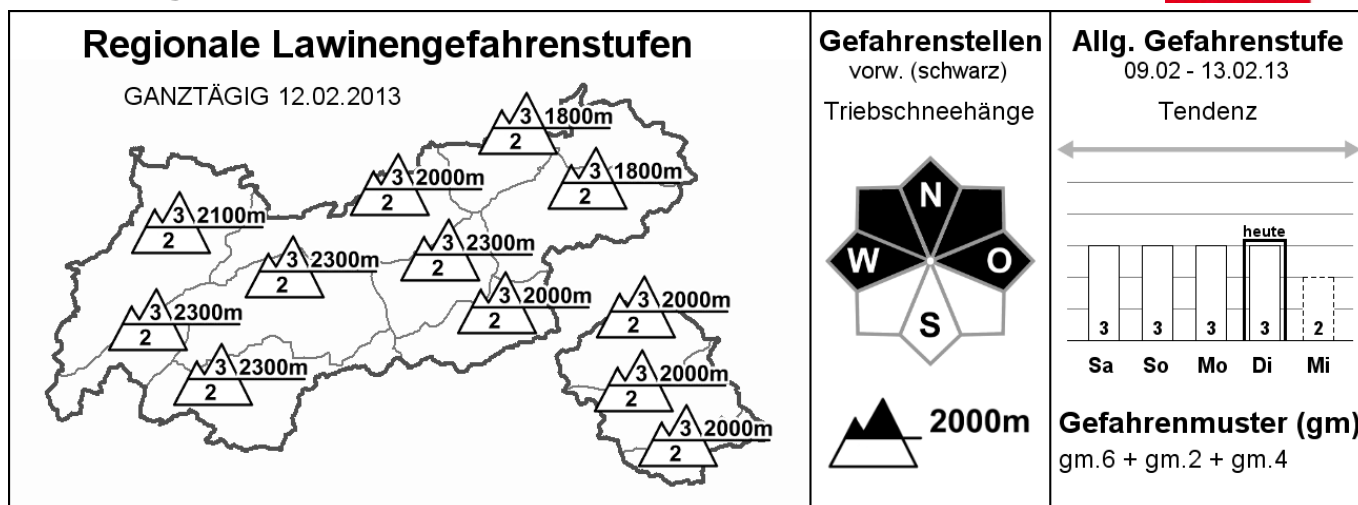 Regionale Lawinengefahrenstufen
GANZTÄGIG 12.02.2013
3 1800m
2
3 1800m
2
3 2000m
2
3 2100m
2
3 2300m
2
3 2300m
2
3 2000m
2
3 2000m
2
3 2300m
2
3 2300m
2
3 2000m
2
3 2000m
2
Gefahrenstellen
vorw. (schwarz)
Triebschneehänge
N
W O
S
2000m
Allg. Gefahrenstufe
09.02 - 13.02.13
Tendenz
heute
3 3 3 3 2
Sa So Mo Di Mi
Gefahrenmuster (gm)
gm.6 + gm.2 + gm.4